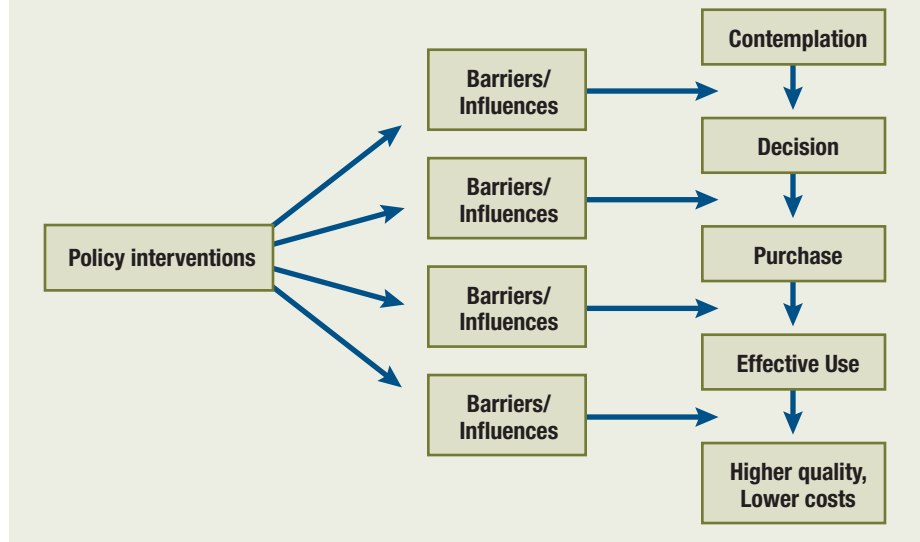 Contemplation
Barriers/
Influences
Decision
Barriers/
Influences
Policy interventions
Purchase
Barriers/
Influences
Effective Use
Barriers/
Influences
Higher quality,
Lower costs